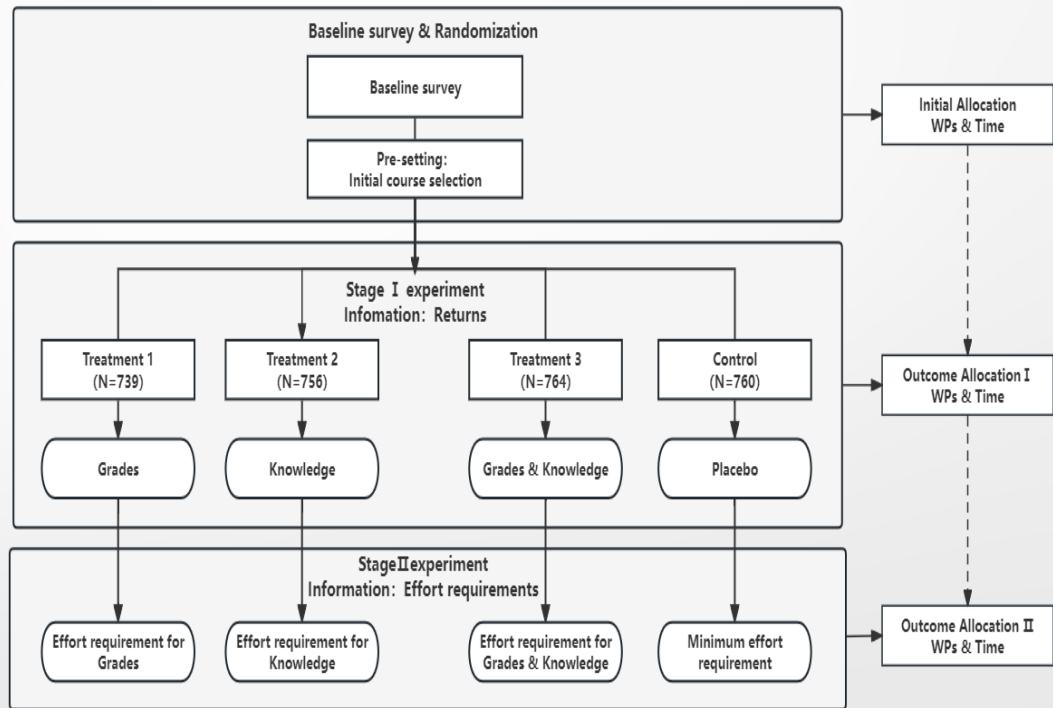 Baseline survey & Randomization
Baseline survey
Pre-setting:
Initial course selection
Initial Allocation
WPs & Time
Stage Ⅰ experiment
Infomation: Returns
Treatment 1
(N=739)
Treatment 2
(N=756)
Treatment 3
(N=764)
Control
(N=760)
Outcome Allocation Ⅰ
WPs & Time
Grades
Knowledge
Grades & Knowledge
Placebo
StageⅡexperiment
Information: Effort requirements
Effort requirement for
Grades
Effort requirement for
Knowledge
Effort requirement for
Grades & Knowledge
Minimum effort
requirement
Outcome Allocation Ⅱ
WPs & Time